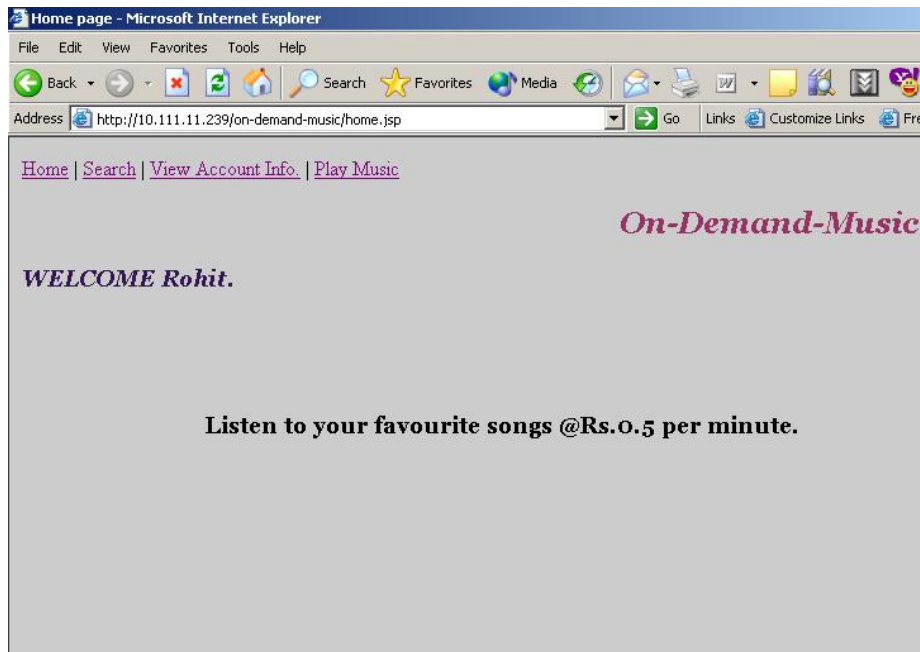 Home page - Microsoft Internet Explorer
File Edit View Favorites Tools Help
Back Search Favorites Media
Address http://10.111.11.239/on-demand-music/home.jsp Go Links Customize Links Fre
Home | Search | View Account Info. | Play Music
On-Demand-Music
WELCOME Rohit.
Listen to your favourite songs @Rs.0.5 per minute.